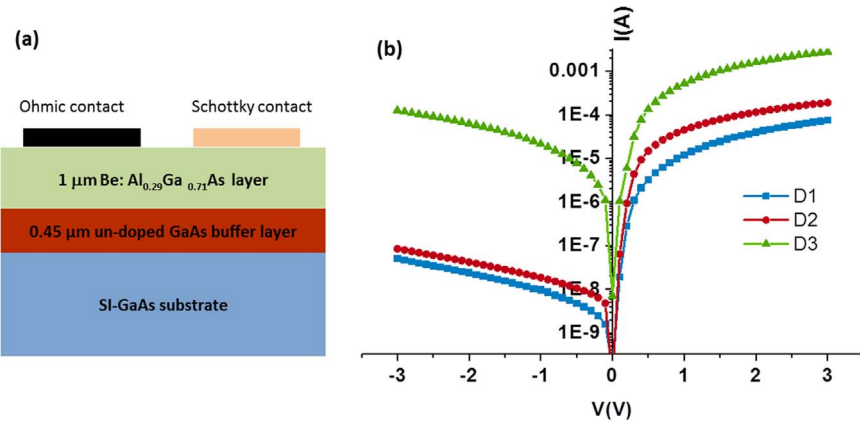 (a)
Ohmic contact
Schottky contact
1 μm Be: Al0.29Ga 0.71As layer
0.45 μm un-doped GaAs buffer layer
SI-GaAs substrate
(b)
I(A)
0.001
1E-4
1E-5
1E-6
1E-7
1E-8
1E-9
D1
D2
D3
-3 -2 -1 0 1 2 3
V(V)